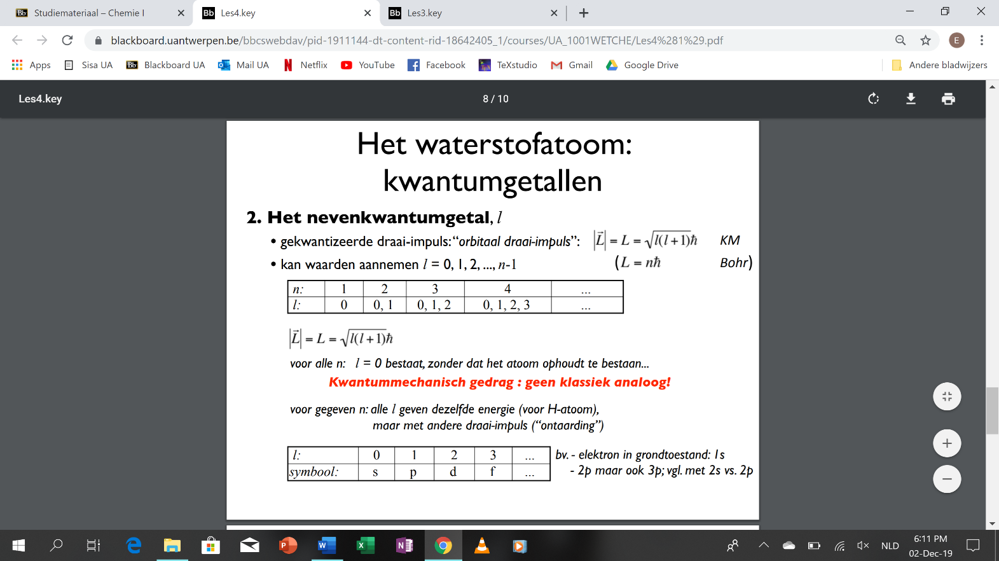 Studiemateriaal – Chemie I
Les4.key
Les3.key
blackboard.uantwerpen.be/bbcswebdav/pid-1911144-dt-content-rid-18642405_1/courses/UA_1001WETCHE/Les4%281%29.pdf
E
Apps Sisa UA Blackboard UA Mail UA Netflix YouTube Facebook TeXstudio Gmail Google Drive Andere bladwijzers
Les4.key 8 / 10
Het waterstofatoom:
kwantumgetallen
2. Het nevenkwantumgetal, l
• gekwantizeerde draai-impuls: “orbitaal draai-impuls”: |L⃗| = L = √l(l+1)ħ KM
• kan waarden aannemen l = 0, 1, 2, ..., n-1 (L = nħ Bohr)
n: 1 2 3 4 ...
l: 0 0, 1 0, 1, 2 0, 1, 2, 3 ...
|L⃗| = L = √l(l+1)ħ
voor alle n: l = 0 bestaat, zonder dat het atoom ophoudt te bestaan...
Kwantummechanisch gedrag : geen klassiek analoog!
voor gegeven n: alle l geven dezelfde energie (voor H-atoom),
maar met andere draai-impuls (“ontaarding”)
l: 0 1 2 3 ...
symbool: s p d f ...
bv. - elektron in grondtoestand: 1s
- 2p maar ook 3p; vgl. met 2s vs. 2p
NLD
6:11 PM
02-Dec-19